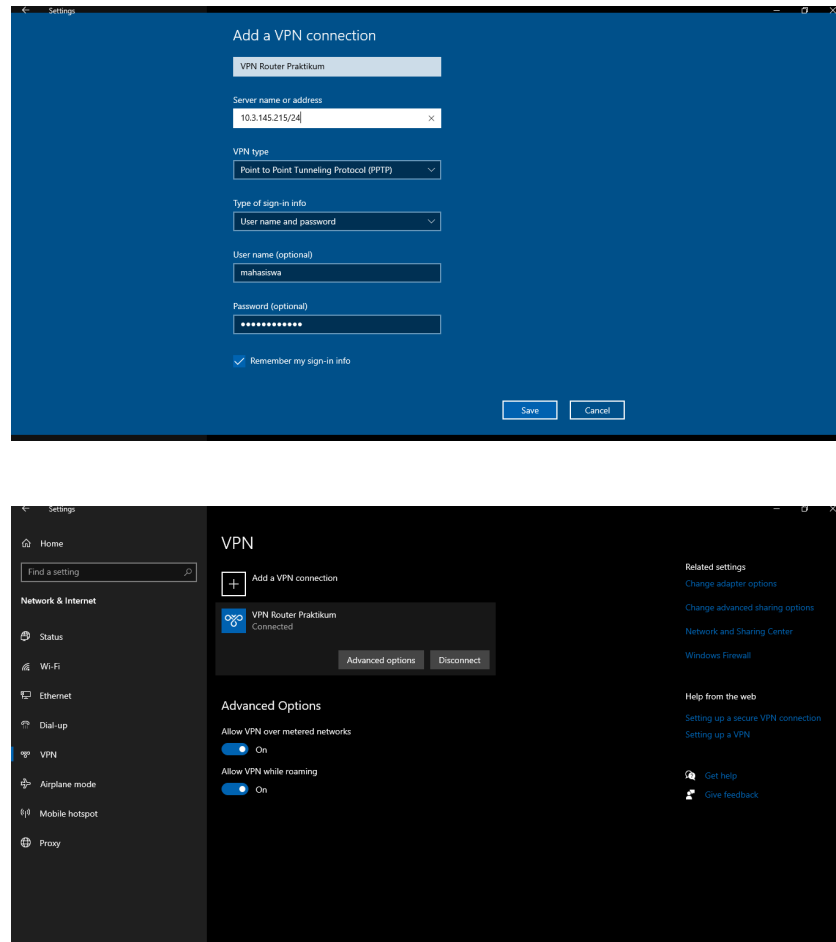 Settings
Add a VPN connection
VPN Router Praktikum
Server name or address
10.3.145.215/24
VPN type
Point to Point Tunneling Protocol (PPTP)
Type of sign-in info
User name and password
User name (optional)
mahasiswa
Password (optional)
●●●●●●●●●●●●
Remember my sign-in info
Save Cancel
Settings
Home
Find a setting
Network & Internet
Status
Wi-Fi
Ethernet
Dial-up
VPN
Airplane mode
Mobile hotspot
Proxy
VPN
Add a VPN connection
VPN Router Praktikum
Connected
Advanced options Disconnect
Advanced Options
Allow VPN over metered networks
On
Allow VPN while roaming
On
Related settings
Change adapter options
Change advanced sharing options
Network and Sharing Center
Windows Firewall
Help from the web
Setting up a secure VPN connection
Setting up a VPN
Get help
Give feedback